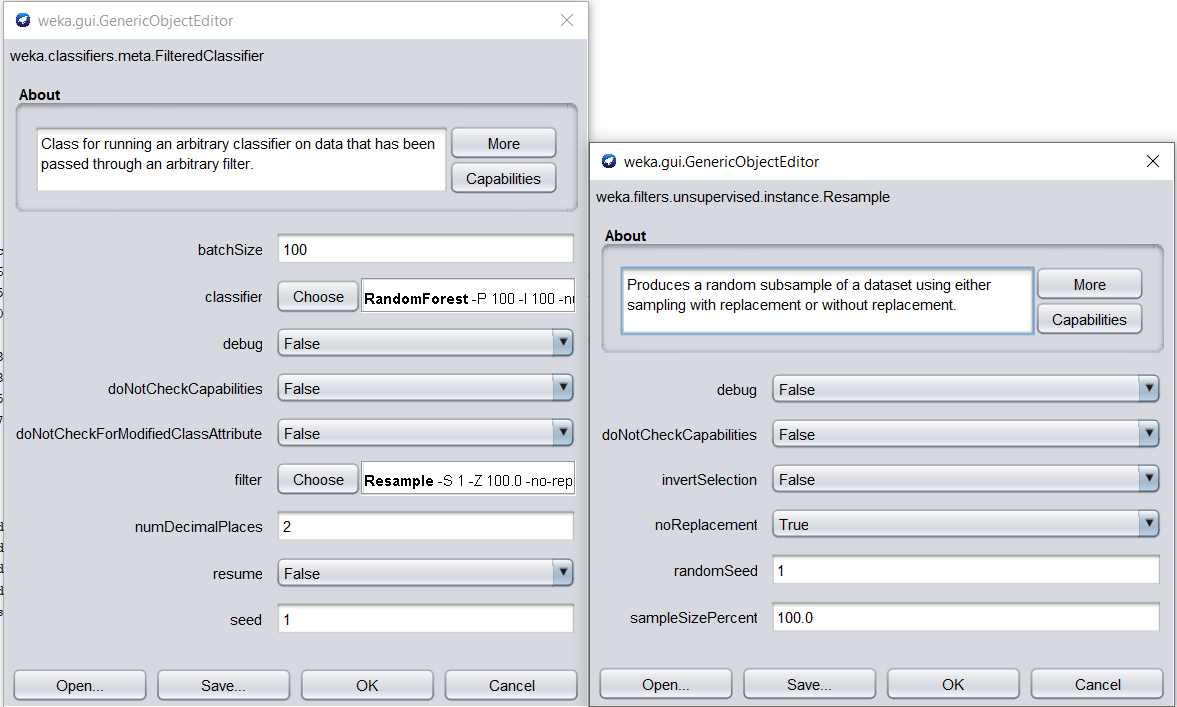 weka.gui.GenericObjectEditor
weka.classifiers.meta.FilteredClassifier
About
Class for running an arbitrary classifier on data that has been
passed through an arbitrary filter.
More
Capabilities
batchSize 100
classifier Choose RandomForest -P 100 -I 100
debug False
doNotCheckCapabilities False
doNotCheckForModifiedClassAttribute False
filter Choose Resample -S 1 -Z 100.0 -no-rep
numDecimalPlaces 2
resume False
seed 1
Open... Save... OK Cancel
weka.gui.GenericObjectEditor
weka.filters.unsupervised.instance.Resample
About
Produces a random subsample of a dataset using either
sampling with replacement or without replacement.
More
Capabilities
debug False
doNotCheckCapabilities False
invertSelection False
noReplacement True
randomSeed 1
sampleSizePercent 100.0
Open... Save... OK Cancel